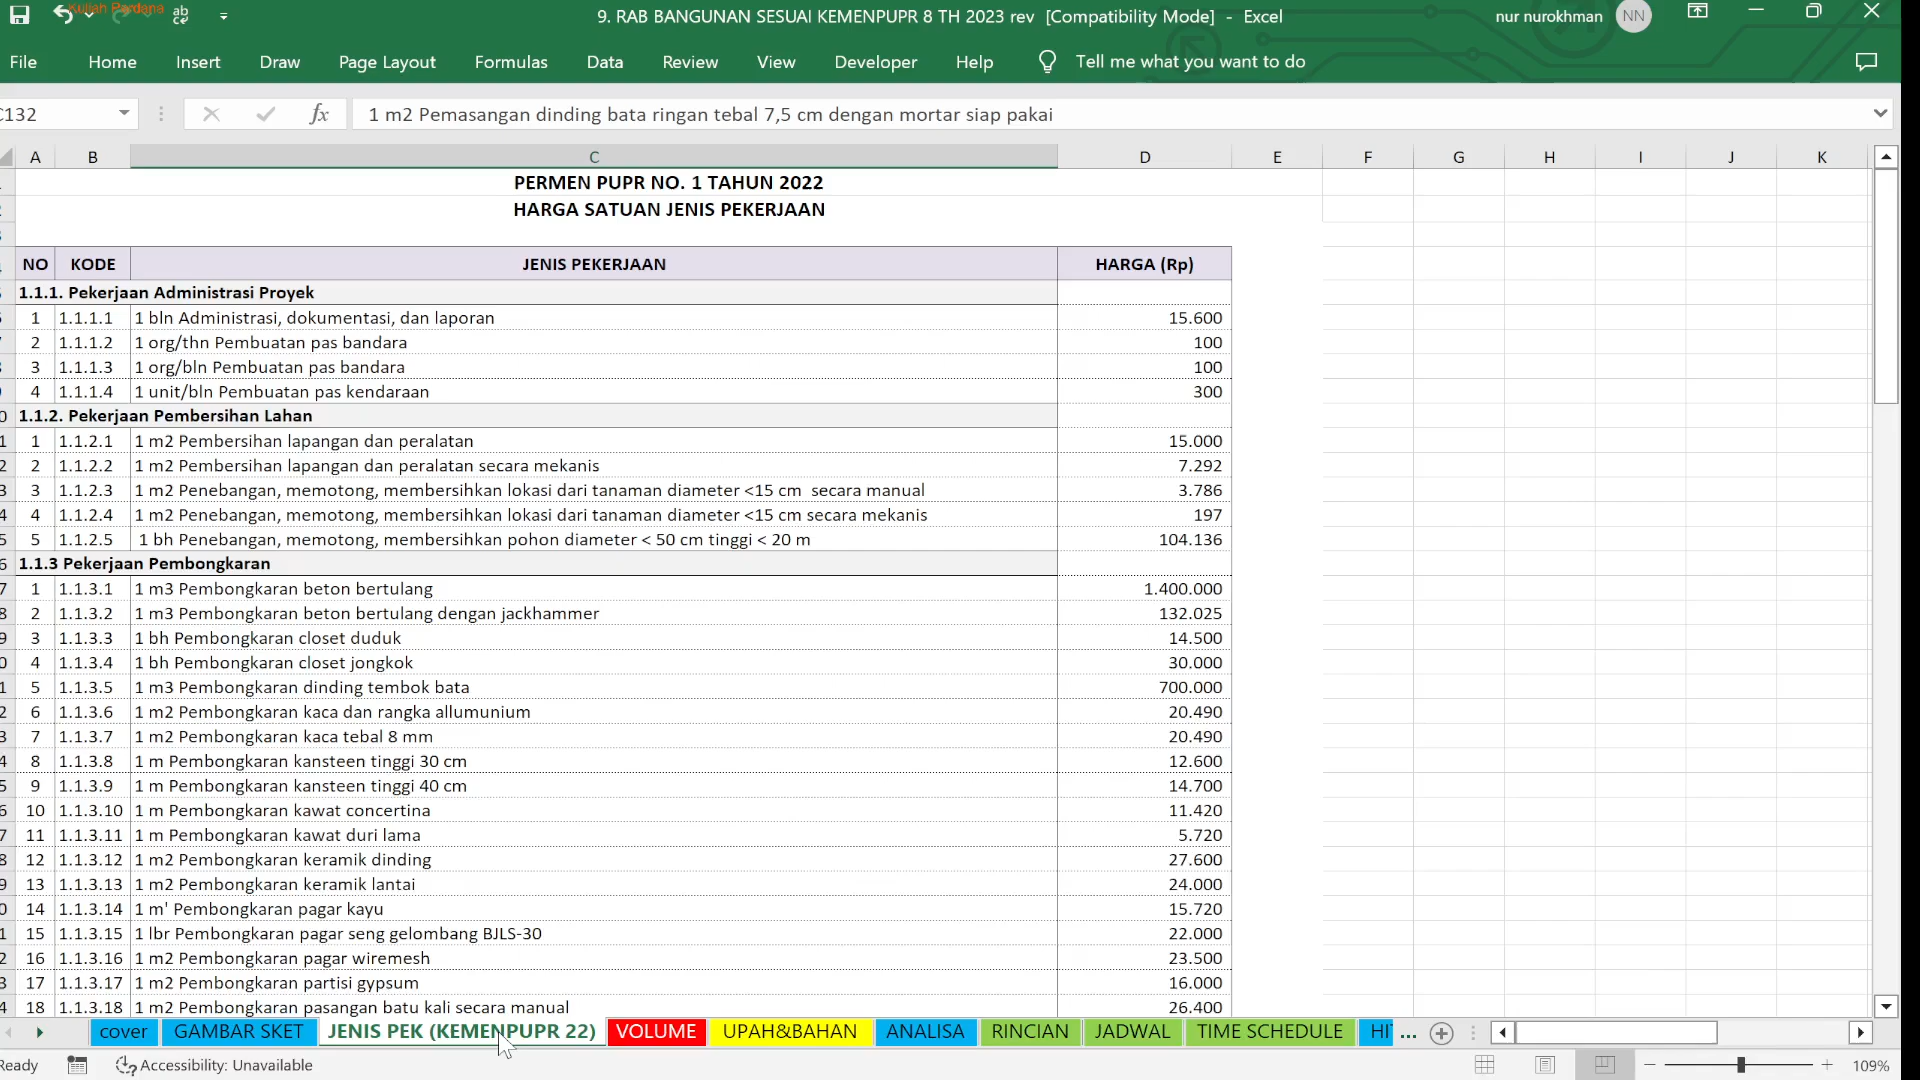 Kuliah Perdana
9. RAB BANGUNAN SESUAI KEMENPUPR 8 TH 2023 rev [Compatibility Mode] - Excel
nur nurokhman NN
File Home Insert Draw Page Layout Formulas Data Review View Developer Help Tell me what you want to do
C132 fx 1 m2 Pemasangan dinding bata ringan tebal 7,5 cm dengan mortar siap pakai
A B C D E F G H I J K
PERMEN PUPR NO. 1 TAHUN 2022
HARGA SATUAN JENIS PEKERJAAN
NO KODE JENIS PEKERJAAN HARGA (Rp)
1.1.1. Pekerjaan Administrasi Proyek
1 1.1.1.1 1 bln Administrasi, dokumentasi, dan laporan 15.600
2 1.1.1.2 1 org/thn Pembuatan pas bandara 100
3 1.1.1.3 1 org/bln Pembuatan pas bandara 100
4 1.1.1.4 1 unit/bln Pembuatan pas kendaraan 300
1.1.2. Pekerjaan Pembersihan Lahan
1 1.1.2.1 1 m2 Pembersihan lapangan dan peralatan 15.000
2 1.1.2.2 1 m2 Pembersihan lapangan dan peralatan secara mekanis 7.292
3 1.1.2.3 1 m2 Penebangan, memotong, membersihkan lokasi dari tanaman diameter <15 cm secara manual 3.786
4 1.1.2.4 1 m2 Penebangan, memotong, membersihkan lokasi dari tanaman diameter <15 cm secara mekanis 197
5 1.1.2.5 1 bh Penebangan, memotong, membersihkan pohon diameter < 50 cm tinggi < 20 m 104.136
1.1.3 Pekerjaan Pembongkaran
1 1.1.3.1 1 m3 Pembongkaran beton bertulang 1.400.000
2 1.1.3.2 1 m3 Pembongkaran beton bertulang dengan jackhammer 132.025
3 1.1.3.3 1 bh Pembongkaran closet duduk 14.500
4 1.1.3.4 1 bh Pembongkaran closet jongkok 30.000
5 1.1.3.5 1 m3 Pembongkaran dinding tembok bata 700.000
6 1.1.3.6 1 m2 Pembongkaran kaca dan rangka allumunium 20.490
7 1.1.3.7 1 m2 Pembongkaran kaca tebal 8 mm 20.490
8 1.1.3.8 1 m Pembongkaran kansteen tinggi 30 cm 12.600
9 1.1.3.9 1 m Pembongkaran kansteen tinggi 40 cm 14.700
10 1.1.3.10 1 m Pembongkaran kawat concertina 11.420
11 1.1.3.11 1 m Pembongkaran kawat duri lama 5.720
12 1.1.3.12 1 m2 Pembongkaran keramik dinding 27.600
13 1.1.3.13 1 m2 Pembongkaran keramik lantai 24.000
14 1.1.3.14 1 m' Pembongkaran pagar kayu 15.720
15 1.1.3.15 1 lbr Pembongkaran pagar seng gelombang BJLS-30 22.000
16 1.1.3.16 1 m2 Pembongkaran pagar wiremesh 23.500
17 1.1.3.17 1 m2 Pembongkaran partisi gypsum 16.000
18 1.1.3.18 1 m2 Pembongkaran pasangan batu kali secara manual 26.400
cover GAMBAR SKET JENIS PEK (KEMENPUPR 22) VOLUME UPAH&BAHAN ANALISA RINCIAN JADWAL TIME SCHEDULE HI ...
Ready Accessibility: Unavailable 109%